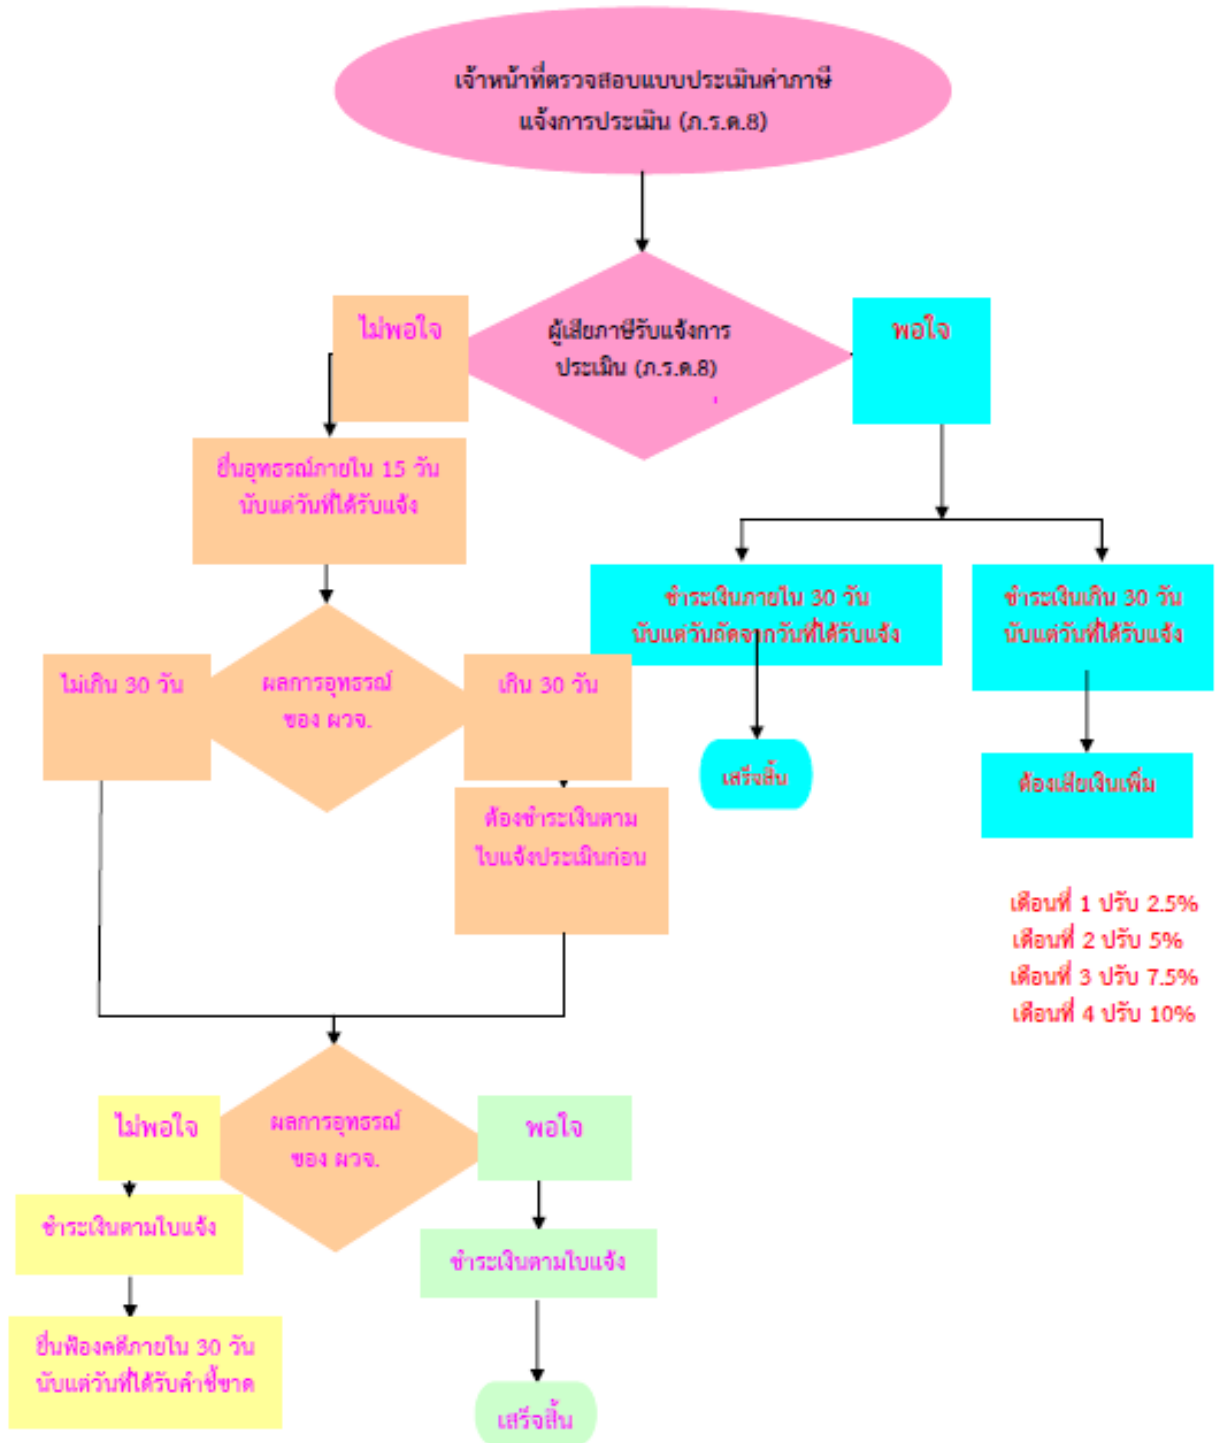 เจ้าหน้าที่ตรวจสอบแบบประเมินค่าภาษี
แจ้งการประเมิน (ภ.ร.ด.8)
ไม่พอใจ
ผู้เสียภาษีรับแจ้งการ
ประเมิน (ภ.ร.ด.8)
พอใจ
ยื่นอุทธรณ์ภายใน 15 วัน
นับแต่วันที่ได้รับแจ้ง
ชำระเงินภายใน 30 วัน
นับแต่วันถัดจากวันที่ได้รับแจ้ง
ชำระเงินเกิน 30 วัน
นับแต่วันที่ได้รับแจ้ง
ไม่เกิน 30 วัน
ผลการอุทธรณ์
ของ ผวจ.
เกิน 30 วัน
เสร็จสิ้น
ต้องเสียเงินเพิ่ม
ต้องชำระเงินตาม
ใบแจ้งประเมินก่อน
เดือนที่ 1 ปรับ 2.5%
เดือนที่ 2 ปรับ 5%
เดือนที่ 3 ปรับ 7.5%
เดือนที่ 4 ปรับ 10%
ไม่พอใจ
ผลการอุทธรณ์
ของ ผวจ.
พอใจ
ชำระเงินตามใบแจ้ง
ชำระเงินตามใบแจ้ง
ยื่นฟ้องคดีภายใน 30 วัน
นับแต่วันที่ได้รับคำชี้ขาด
เสร็จสิ้น